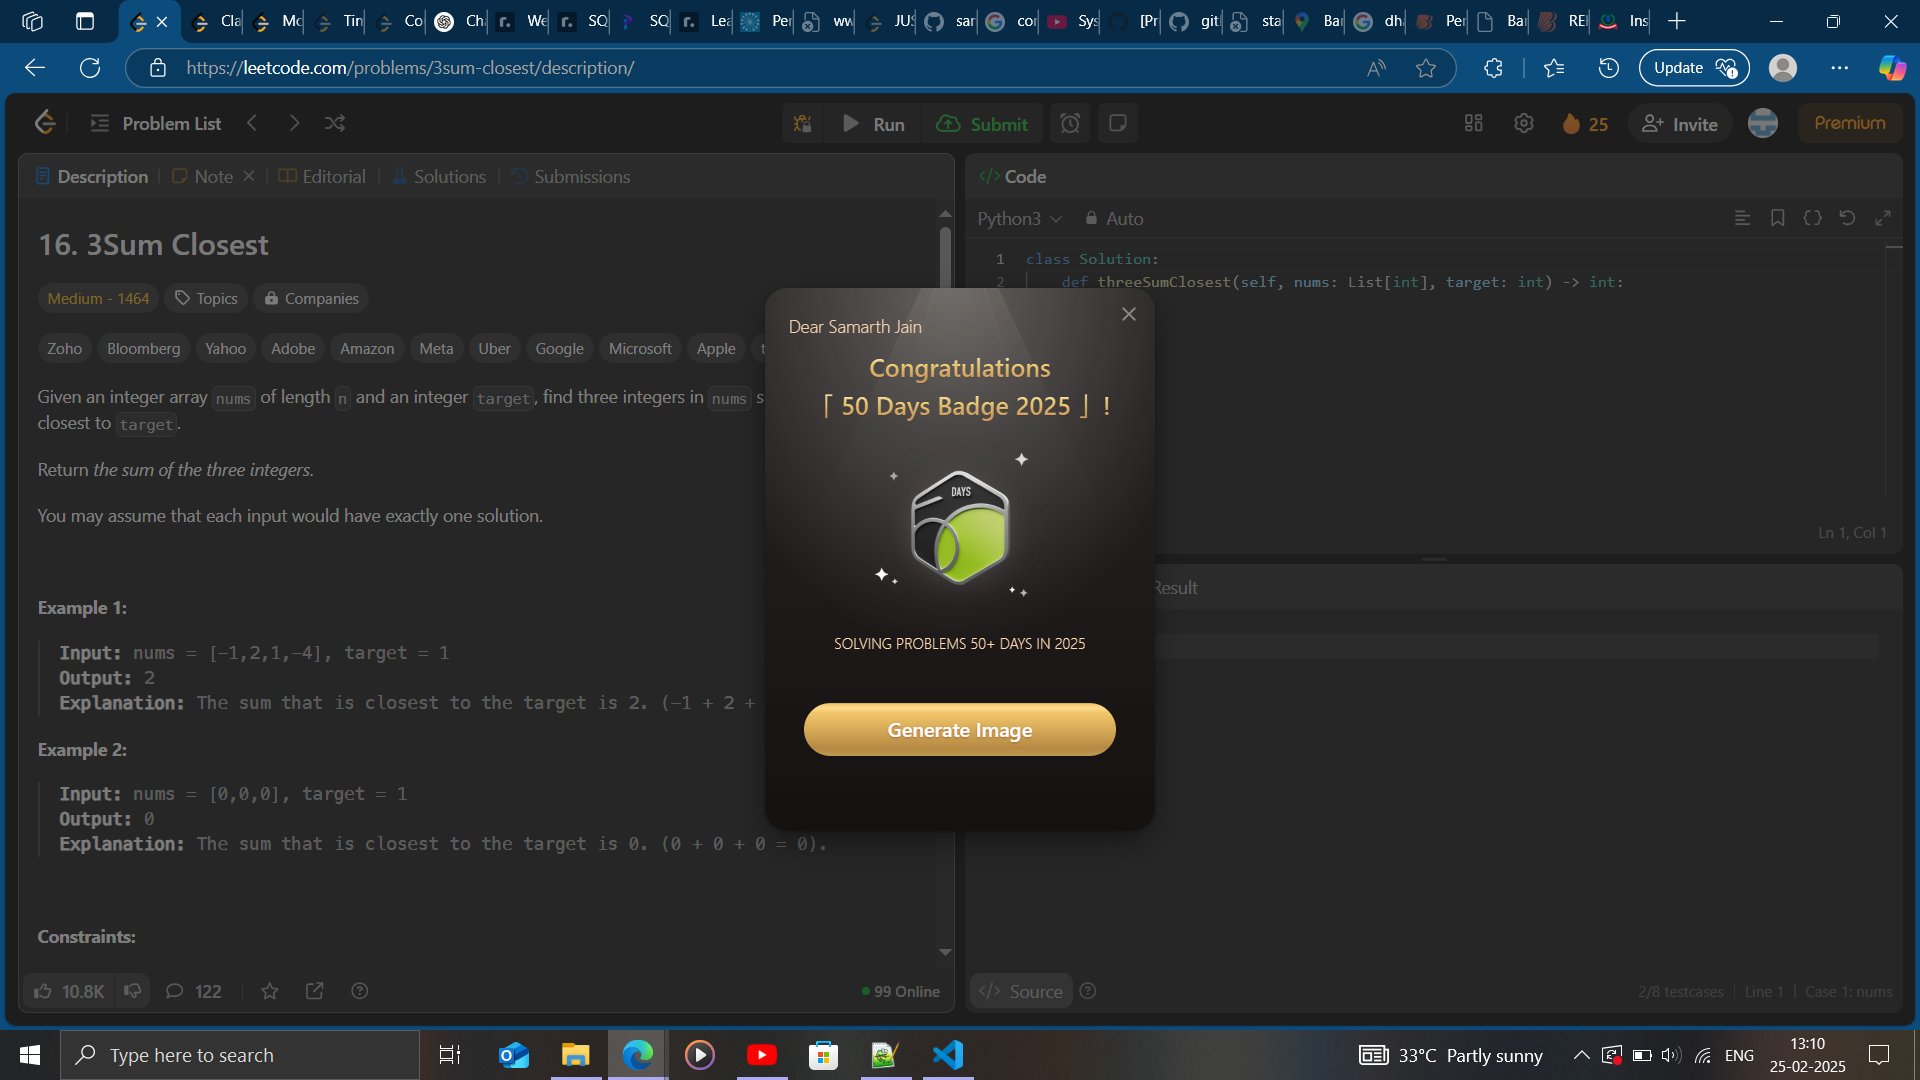 Cla
Mc
Tin
Co
Ch
We
SQ
SQ
Lea
Per
ww
JUS
sar
cor
Sys
[Pr
git
sta
Bar
dha
Per
Bar
REI
Ins
https://leetcode.com/problems/3sum-closest/description/
Update
Problem List
Run
Submit
25
Invite
Premium
Description
Note
Editorial
Solutions
Submissions
16. 3Sum Closest
Medium - 1464
Topics
Companies
Zoho
Bloomberg
Yahoo
Adobe
Amazon
Meta
Uber
Google
Microsoft
Apple
t
Given an integer array nums of length n and an integer target, find three integers in nums s
closest to target.
Return the sum of the three integers.
You may assume that each input would have exactly one solution.
Example 1:
Input: nums = [-1,2,1,-4], target = 1
Output: 2
Explanation: The sum that is closest to the target is 2. (-1 + 2 +
Example 2:
Input: nums = [0,0,0], target = 1
Output: 0
Explanation: The sum that is closest to the target is 0. (0 + 0 + 0 = 0).
Constraints:
10.8K
122
99 Online
</> Code
Python3
Auto
1 class Solution:
2 def threeSumClosest(self, nums: List[int], target: int) -> int:
Ln 1, Col 1
Result
</> Source
2/8 testcases
Line 1
Case 1: nums
Dear Samarth Jain
Congratulations
「 50 Days Badge 2025 」!
DAYS
SOLVING PROBLEMS 50+ DAYS IN 2025
Generate Image
Type here to search
33°C Partly sunny
ENG
13:10
25-02-2025